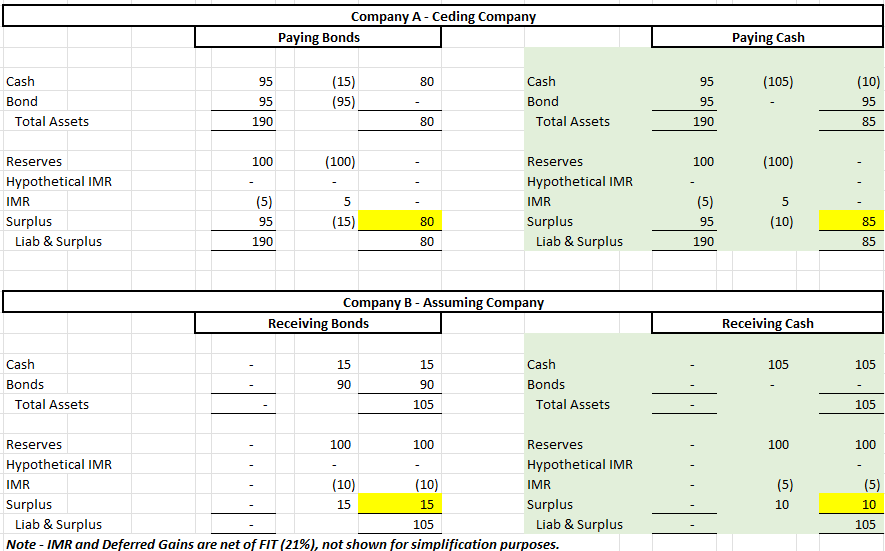 Company A - Ceding Company
Paying Bonds Paying Cash
Cash 95 (15) 80 Cash 95 (105) (10)
Bond 95 (95) - Bond 95 - 95
Total Assets 190 80 Total Assets 190 85
Reserves 100 (100) - Reserves 100 (100) -
Hypothetical IMR - - - Hypothetical IMR - -
IMR (5) 5 - IMR (5) 5 -
Surplus 95 (15) 80 Surplus 95 (10) 85
Liab & Surplus 190 80 Liab & Surplus 190 85
Company B - Assuming Company
Receiving Bonds Receiving Cash
Cash - 15 15 Cash - 105 105
Bonds - 90 90 Bonds - - -
Total Assets - 105 Total Assets - 105
Reserves - 100 100 Reserves - 100 100
Hypothetical IMR - - - Hypothetical IMR - -
IMR - (10) (10) IMR - (5) (5)
Surplus - 15 15 Surplus - 10 10
Liab & Surplus - 105 Liab & Surplus - 105
Note - IMR and Deferred Gains are net of FIT (21%), not shown for simplification purposes.